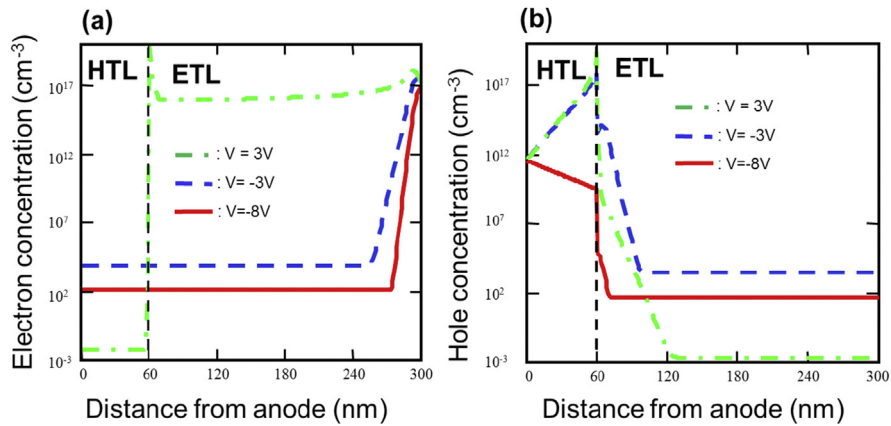 (a)
Electron concentration (cm-3)
10^17
10^12
10^7
10^2
10^-3
HTL ETL
: V = 3V
: V= -3V
: V=-8V
0 60 120 180 240 300
Distance from anode (nm)
(b)
Hole concentration (cm-3)
10^17
10^12
10^7
10^2
10^-3
HTL ETL
: V = 3V
: V= -3V
: V=-8V
0 60 120 180 240 300
Distance from anode (nm)